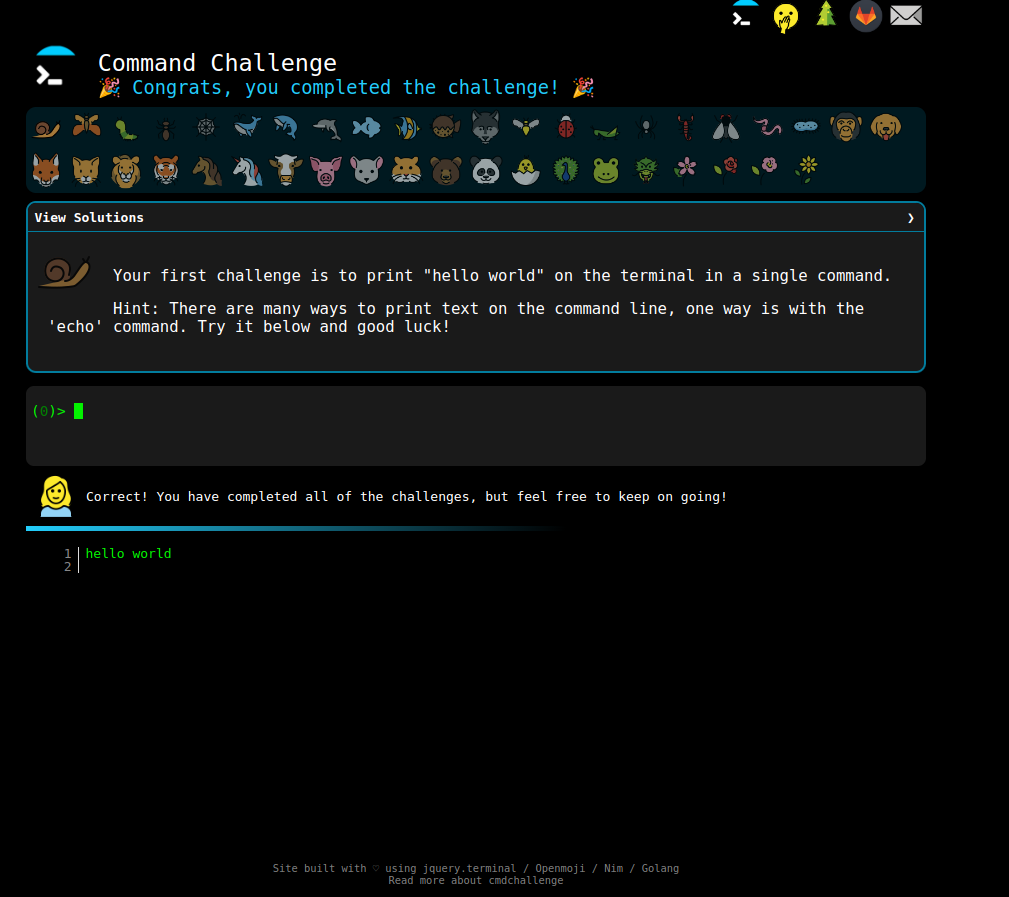 Command Challenge
🎉 Congrats, you completed the challenge! 🎉
View Solutions ❯
Your first challenge is to print "hello world" on the terminal in a single command.
Hint: There are many ways to print text on the command line, one way is with the
'echo' command. Try it below and good luck!
(0)>
Correct! You have completed all of the challenges, but feel free to keep on going!
1 hello world
2
Site built with ♡ using jquery.terminal / Openmoji / Nim / Golang
Read more about cmdchallenge